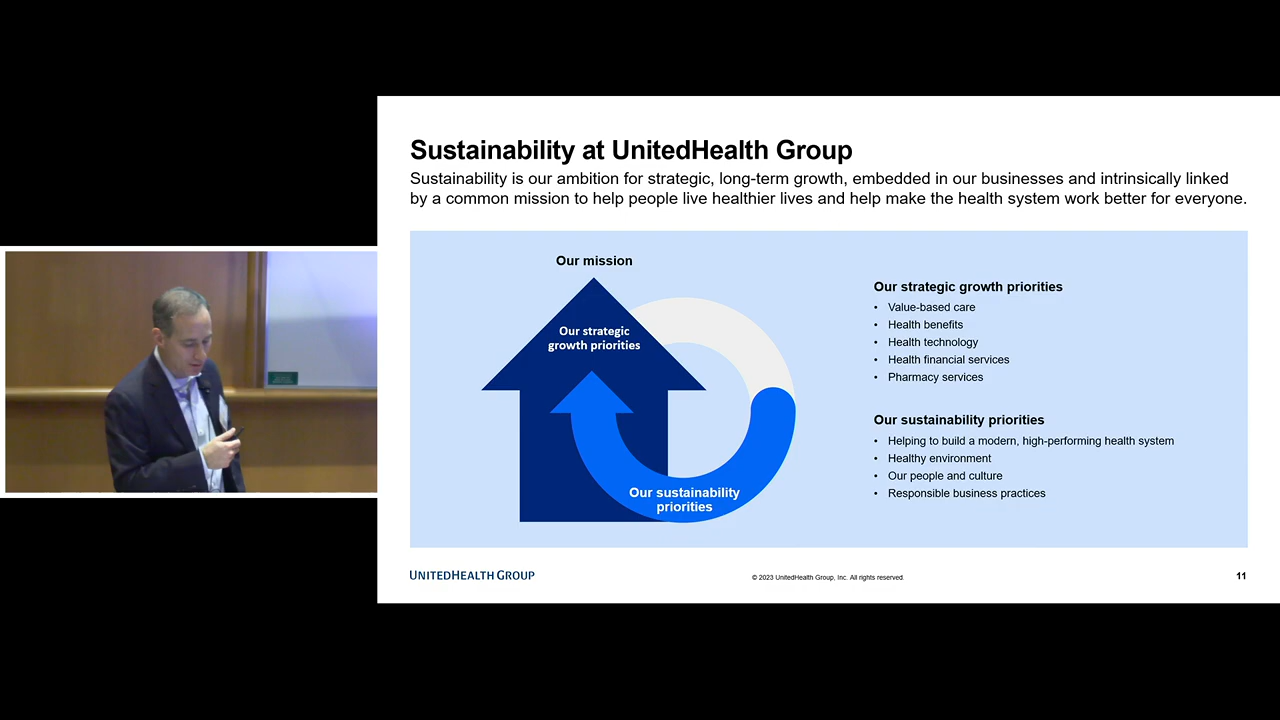 Sustainability at UnitedHealth Group
Sustainability is our ambition for strategic, long-term growth, embedded in our businesses and intrinsically linked
by a common mission to help people live healthier lives and help make the health system work better for everyone.
Our mission
Our strategic
growth priorities
Our sustainability
priorities
Our strategic growth priorities
• Value-based care
• Health benefits
• Health technology
• Health financial services
• Pharmacy services
Our sustainability priorities
• Helping to build a modern, high-performing health system
• Healthy environment
• Our people and culture
• Responsible business practices
UNITEDHEALTH GROUP
© 2023 UnitedHealth Group, Inc. All rights reserved.
11